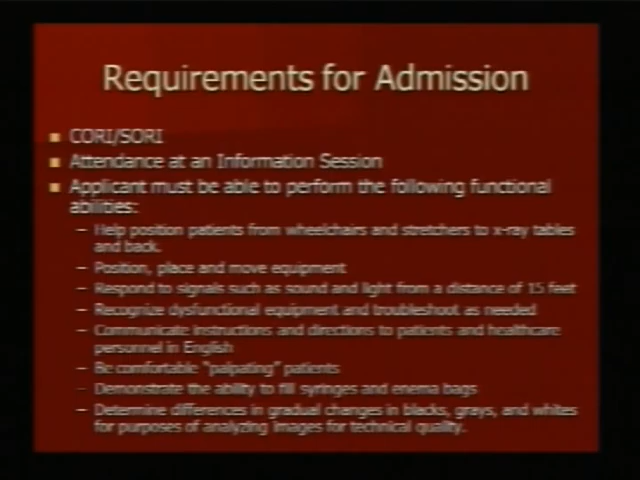 Requirements for Admission
CORI/SORI
Attendance at an Information Session
Applicant must be able to perform the following functional
abilities:
– Help position patients from wheelchairs and stretchers to x-ray tables
and back.
– Position, place and move equipment
– Respond to signals such as sound and light from a distance of 15 feet
– Recognize dysfunctional equipment and troubleshoot as needed
– Communicate instructions and directions to patients and healthcare
personnel in English
– Be comfortable "palpating" patients
– Demonstrate the ability to fill syringes and enema bags
– Determine differences in gradual changes in blacks, grays, and whites
for purposes of analyzing images for technical quality.